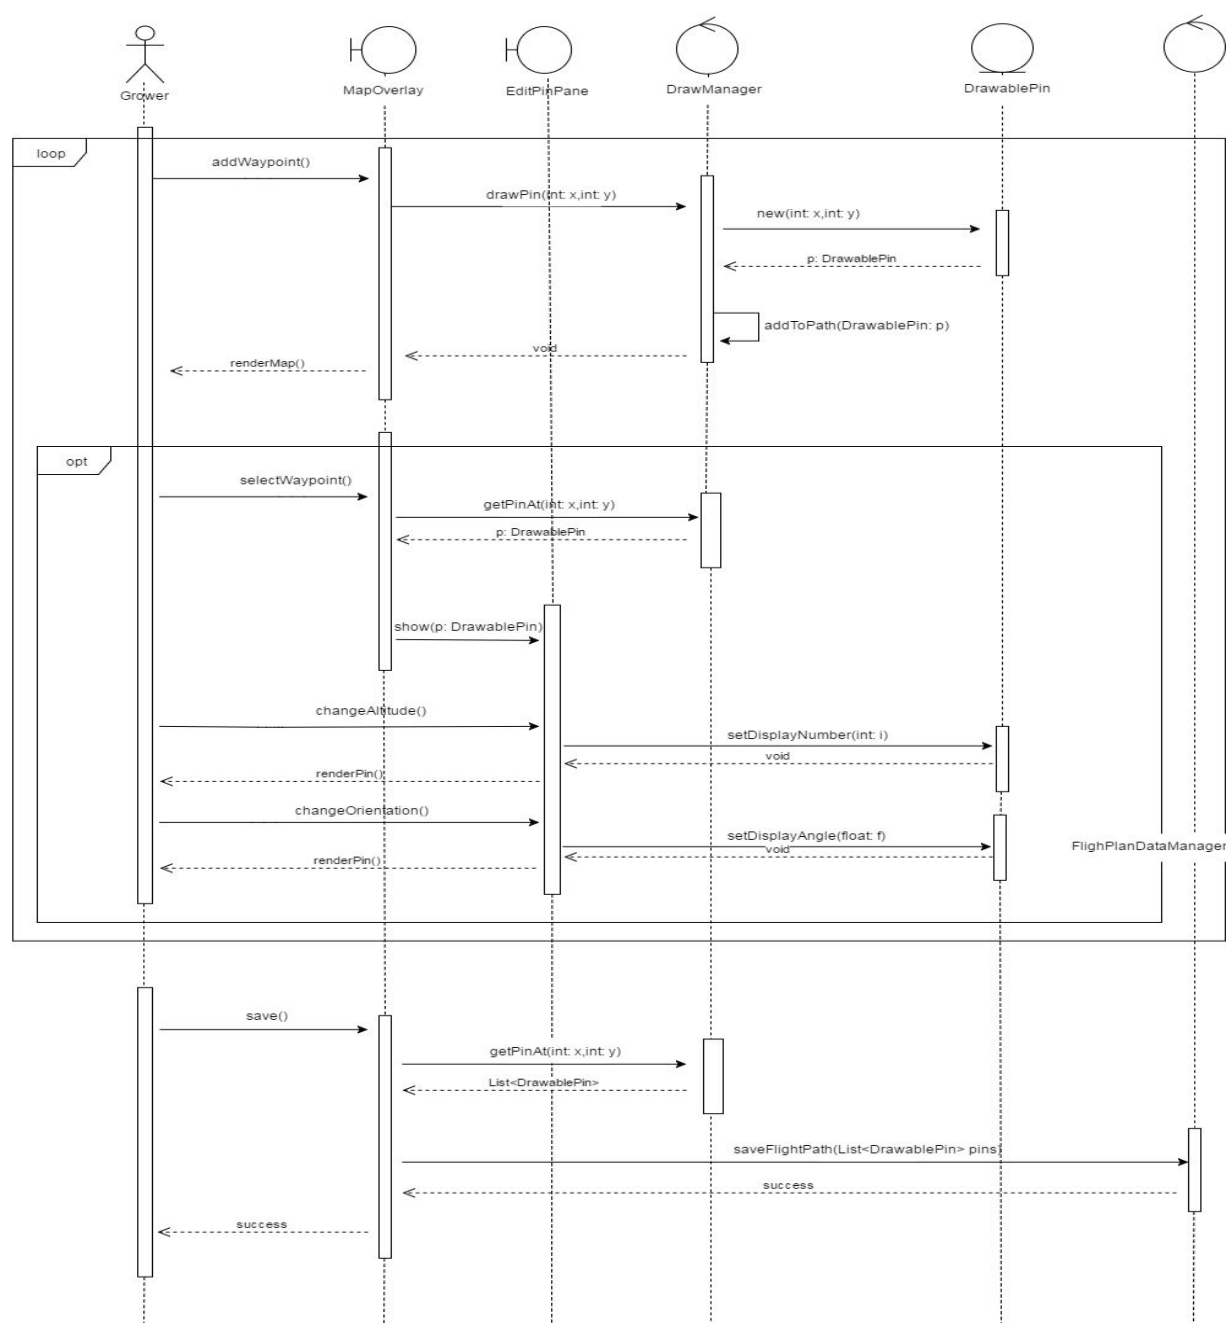 Grower
MapOverlay
EditPinPane
DrawManager
DrawablePin
loop
addWaypoint()
drawPin(int: x,int: y)
new(int: x,int: y)
p: DrawablePin
addToPath(DrawablePin: p)
void
renderMap()
opt
selectWaypoint()
getPinAt(int: x,int: y)
p: DrawablePin
show(p: DrawablePin)
changeAltitude()
setDisplayNumber(int: i)
void
renderPin()
changeOrientation()
setDisplayAngle(float: f)
void
FlighPlanDataManager
renderPin()
save()
getPinAt(int: x,int: y)
List<DrawablePin>
saveFlightPath(List<DrawablePin> pins)
success
success